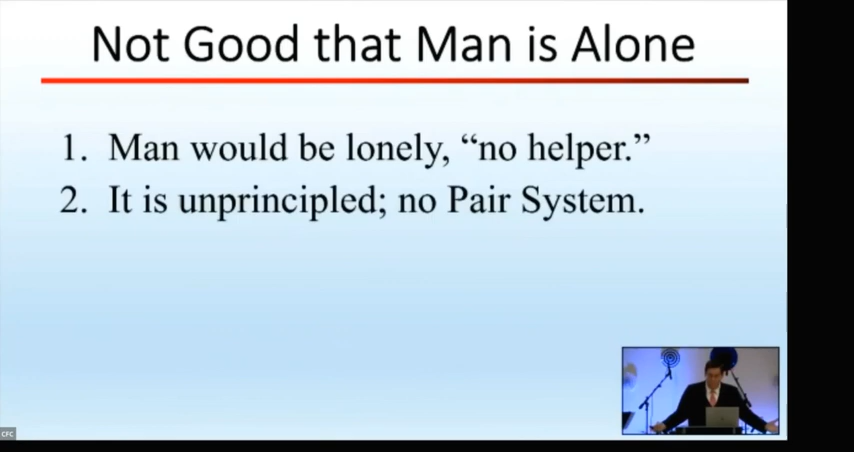 Not Good that Man is Alone
1. Man would be lonely, “no helper.”
2. It is unprincipled; no Pair System.
CFC